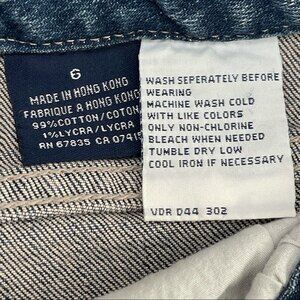 6
MADE IN HONG KONG
FABRIQUE A HONG KONG
99% COTTON/COTON
1% LYCRA/LYCRA
RN 67835 CA 0741
WASH SEPERATELY BEFORE
WEARING
MACHINE WASH COLD
WITH LIKE COLORS
ONLY NON-CHLORINE
BLEACH WHEN NEEDED
TUMBLE DRY LOW
COOL IRON IF NECESSARY
VDR D44 302